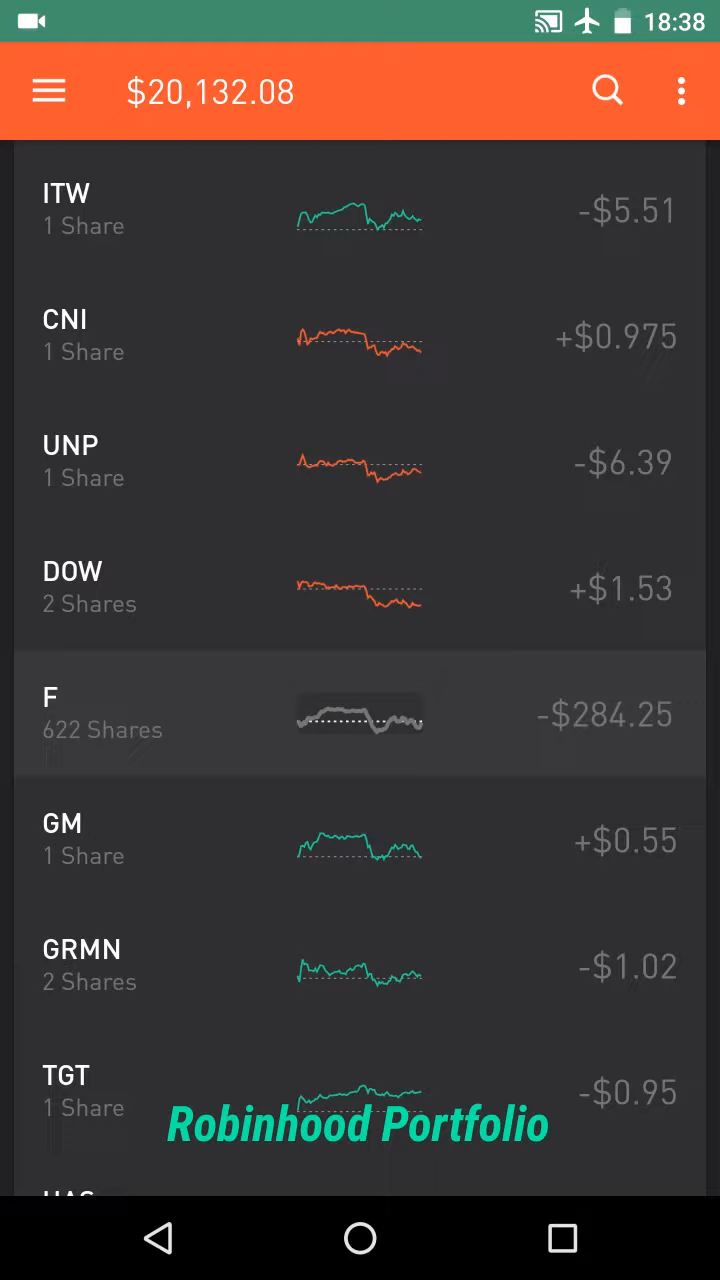 18:38
$20,132.08
ITW
1 Share
-$5.51
CNI
1 Share
+$0.975
UNP
1 Share
-$6.39
DOW
2 Shares
+$1.53
F
622 Shares
-$284.25
GM
1 Share
+$0.55
GRMN
2 Shares
-$1.02
TGT
1 Share
-$0.95
Robinhood Portfolio